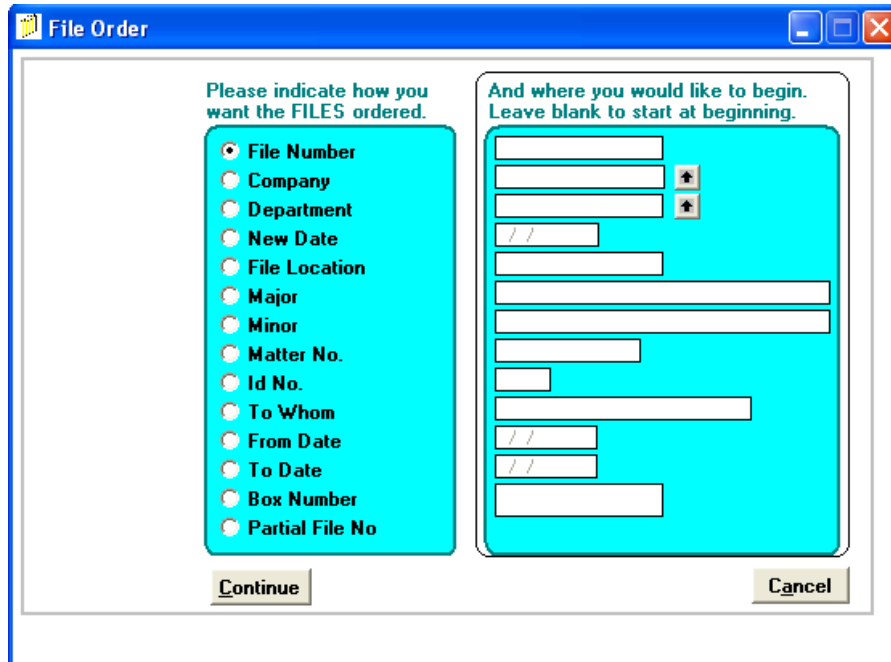 File Order
Please indicate how you
want the FILES ordered.
And where you would like to begin.
Leave blank to start at beginning.
File Number
Company
Department
New Date
/ /
File Location
Major
Minor
Matter No.
Id No.
To Whom
From Date
/ /
To Date
/ /
Box Number
Partial File No
Continue
Cancel